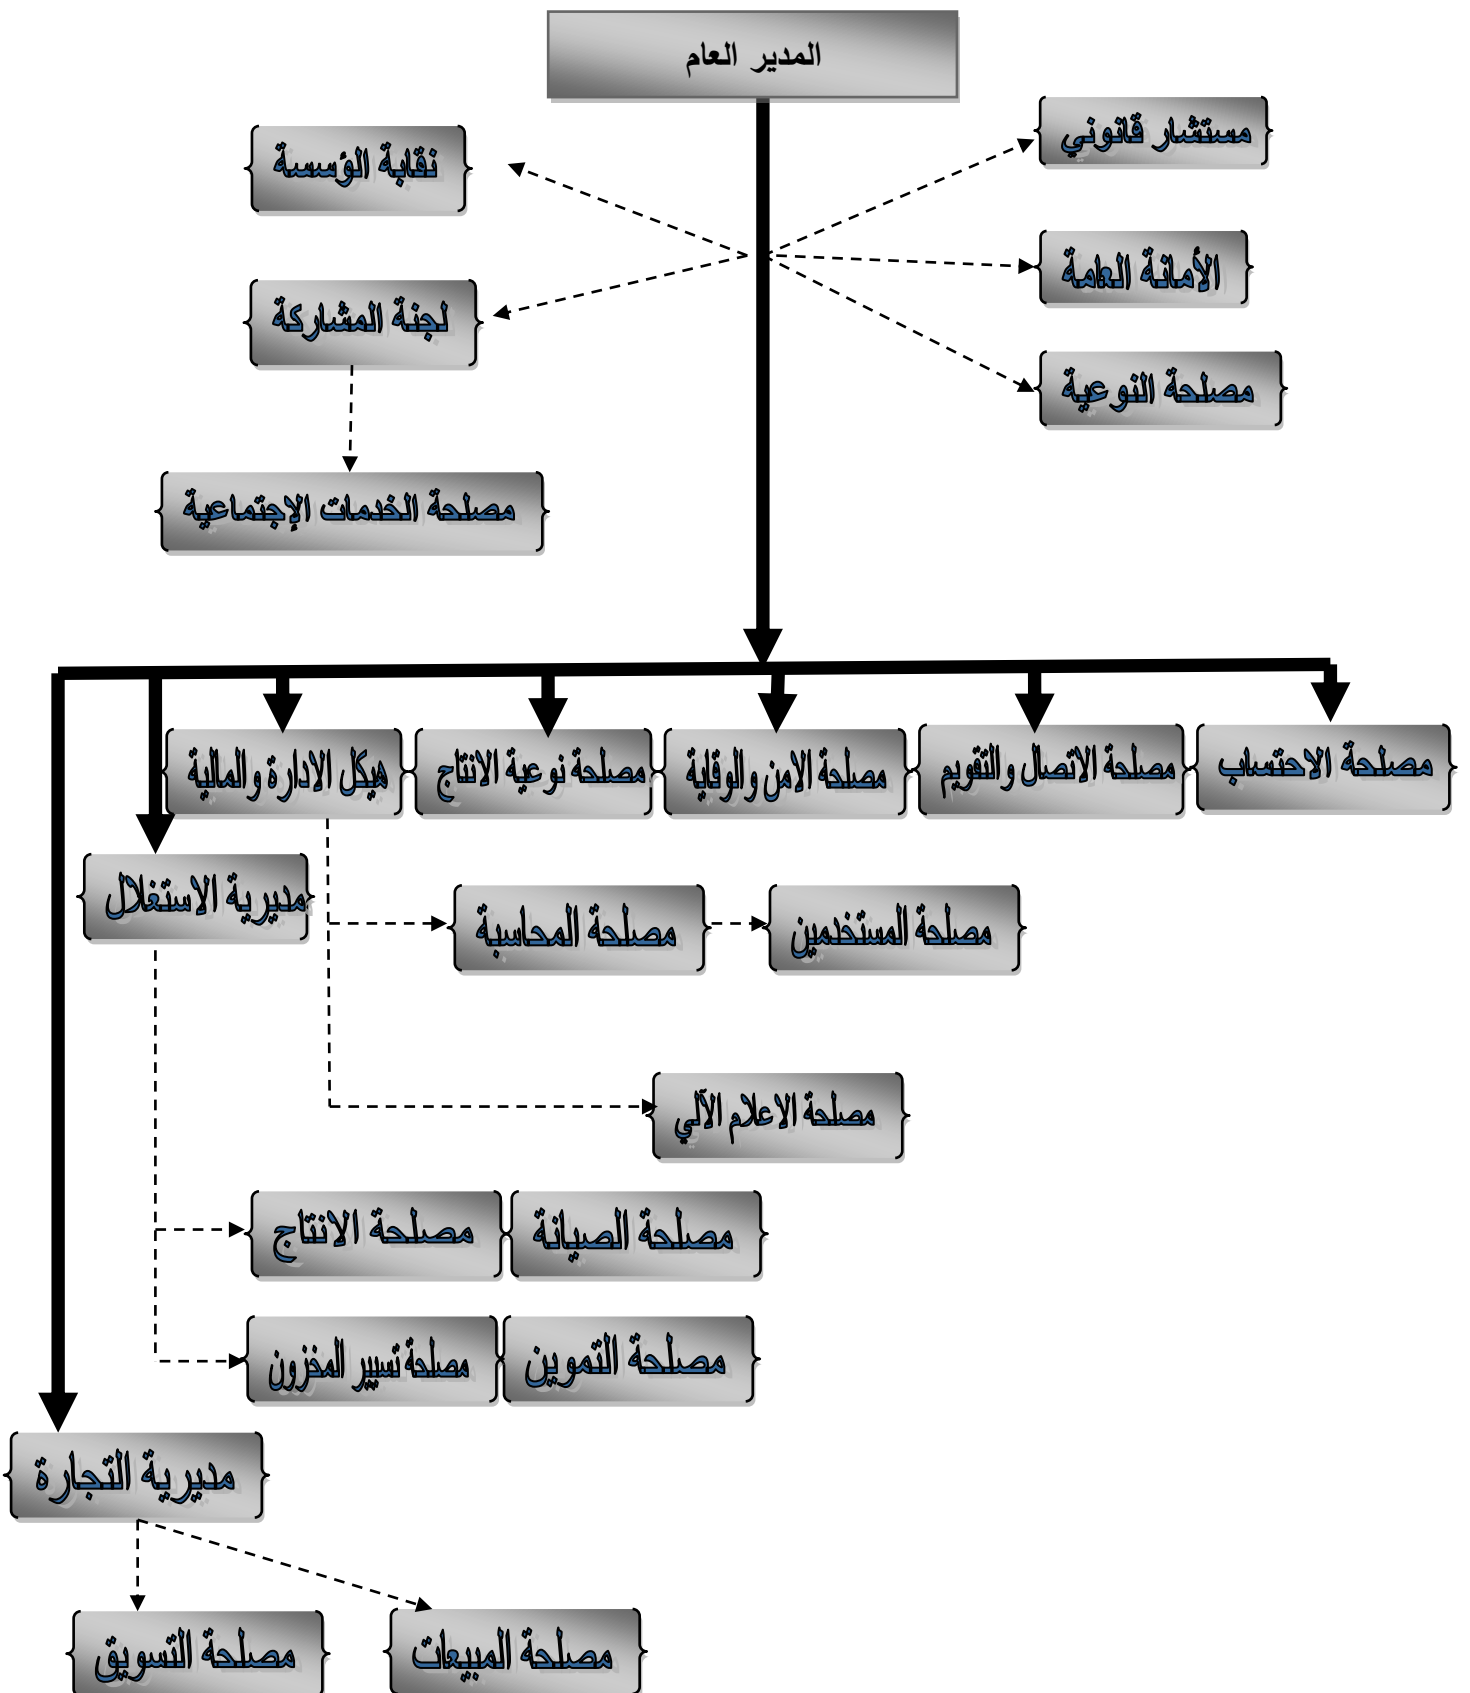 المدير العام
مستشار قانوني
نقابة الؤسسة
الأمانة العامة
لجنة المشاركة
مصلحة النوعية
مصلحة الخدمات الإجتماعية
مصلحة الاحتساب
مصلحة الاتصال والتقويم
مصلحة الامن والوقاية
مصلحة نوعية الانتاج
هيكل الادارة والمالية
مديرية الاستغلال
مصلحة المستخدمين
مصلحة المحاسبة
مصلحة الاعلام الآلي
مصلحة الصيانة
مصلحة الانتاج
مصلحة التموين
مصلحة تسيير المخزون
مديرية التجارة
مصلحة المبيعات
مصلحة التسويق